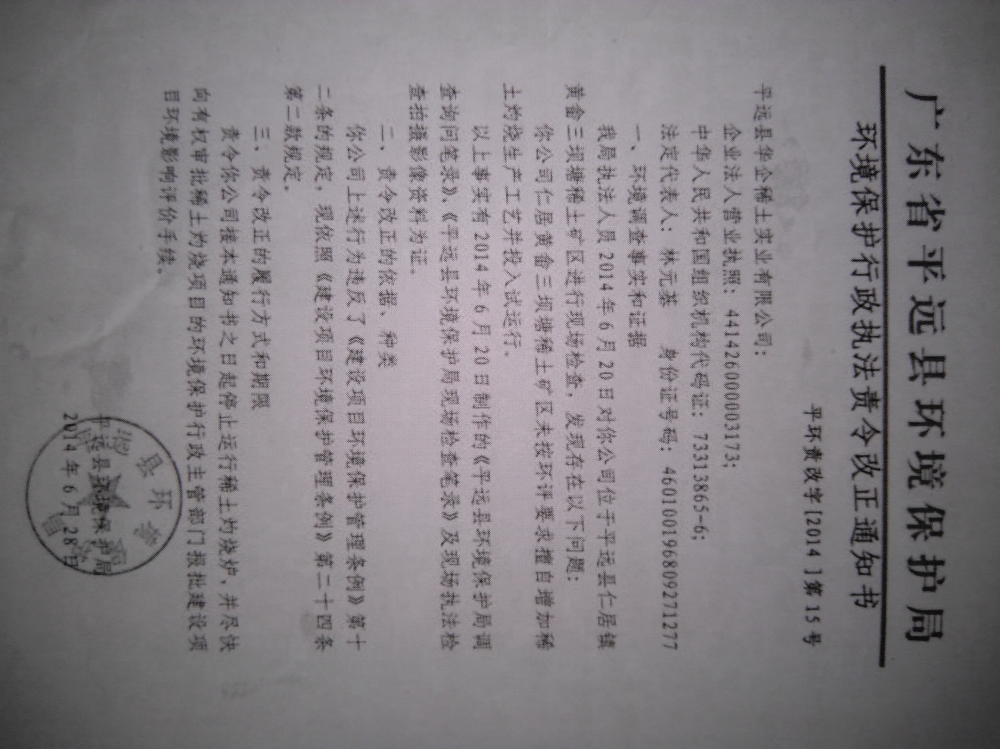 广东省平远县环境保护局
环境保护行政执法责令改正通知书
平环责改字[2014]第15号
平远县华企稀土实业有限公司：
企业法人营业执照：441426000003173；
中华人民共和国组织机构代码证：73313865-6；
法定代表人：林元基 身份证号码：460100196809271277
一、环境调查事实和证据
我局执法人员2014年6月20日对你公司位于平远县仁居镇
黄畲三坝塘稀土矿区进行现场检查，发现存在以下问题：
你公司仁居黄畲三坝塘稀土矿区未按环评要求擅自增加稀
土灼烧生产工艺并投入试运行。
以上事实有2014年6月20日制作的《平远县环境保护局调
查询问笔录》、《平远县环境保护局现场检查笔录》及现场执法检
查拍摄影像资料为证。
二、责令改正的依据、种类
你公司上述行为违反了《建设项目环境保护管理条例》第十
二条的规定，现依照《建设项目环境保护管理条例》第二十四条
第二款规定。
三、责令改正的履行方式和期限
责令你公司接本通知书之日起停止运行稀土灼烧炉、并尽快
向有权审批稀土灼烧项目的环境保护行政主管部门报批建设项
目环境影响评价手续。
平远县环境保护局
2014年6月28日